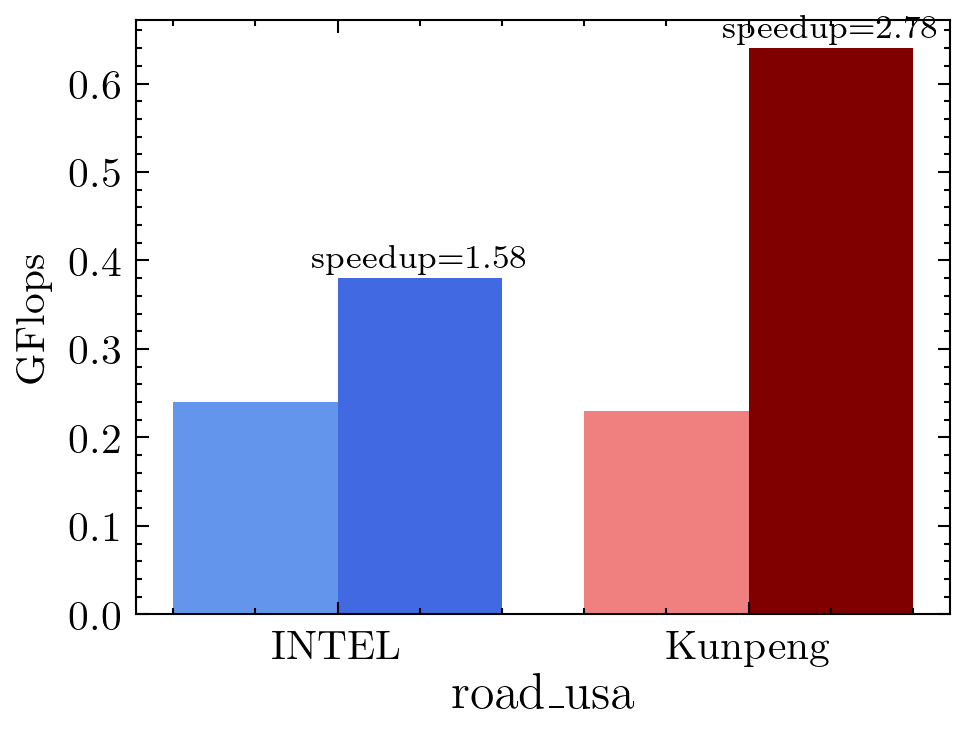 speedup=2.78
0.6
0.5
0.4
speedup=1.58
0.3
0.2
0.1
0.0
GFlops
INTEL
Kunpeng
road_usa